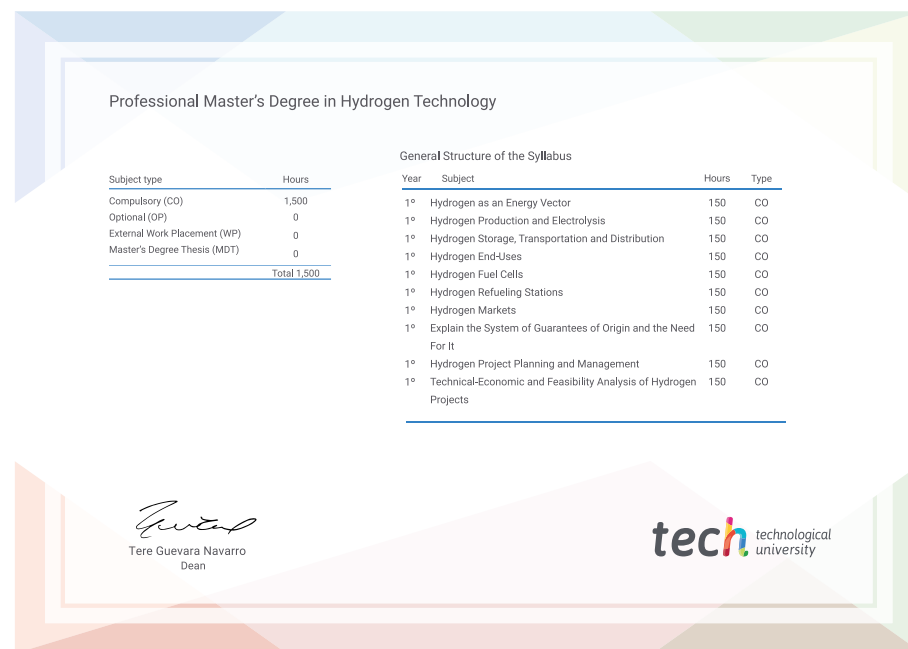 Professional Master's Degree in Hydrogen Technology
General Structure of the Syllabus
Subject type Hours
Compulsory (CO) 1,500
Optional (OP) 0
External Work Placement (WP) 0
Master's Degree Thesis (MDT) 0
Total 1,500
Year Subject Hours Type
1º Hydrogen as an Energy Vector 150 CO
1º Hydrogen Production and Electrolysis 150 CO
1º Hydrogen Storage, Transportation and Distribution 150 CO
1º Hydrogen End-Uses 150 CO
1º Hydrogen Fuel Cells 150 CO
1º Hydrogen Refueling Stations 150 CO
1º Hydrogen Markets 150 CO
1º Explain the System of Guarantees of Origin and the Need 150 CO
For It
1º Hydrogen Project Planning and Management 150 CO
1º Technical-Economic and Feasibility Analysis of Hydrogen 150 CO
Projects
Tere Guevara Navarro
Dean
tech technological
university